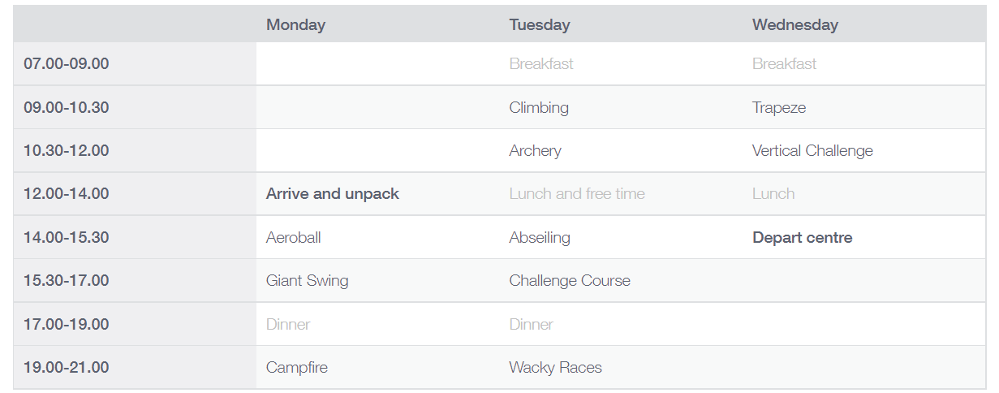 Monday Tuesday Wednesday
07.00-09.00 Breakfast Breakfast
09.00-10.30 Climbing Trapeze
10.30-12.00 Archery Vertical Challenge
12.00-14.00 Arrive and unpack Lunch and free time Lunch
14.00-15.30 Aeroball Abseiling Depart centre
15.30-17.00 Giant Swing Challenge Course
17.00-19.00 Dinner Dinner
19.00-21.00 Campfire Wacky Races